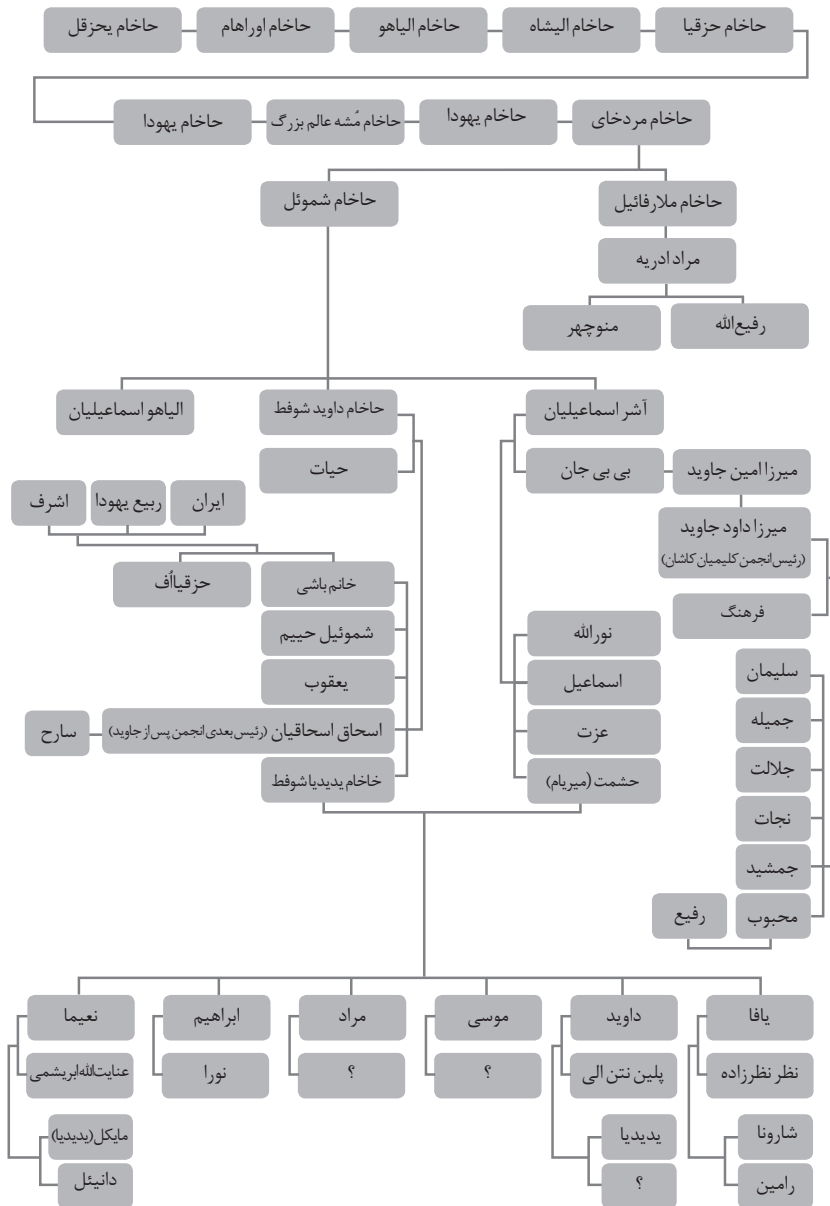 حاخام حزقیا
حاخام الیشاه
حاخام الیاهو
حاخام اوراهام
حاخام یحزقل
حاخام مردخای
حاخام یهودا
حاخام مُشه عالم بزرگ
حاخام یهودا
حاخام ملارفائیل
حاخام شموئل
مراد ادریه
رفیع‌الله
منوچهر
آشر اسماعیلیان
حاخام داوید شوفط
الیاهو اسماعیلیان
میرزا امین جاوید
بی بی جان
حیات
ایران
ربیع یهودا
اشرف
میرزا داود جاوید
(رئیس انجمن کلیمیان کاشان)
خانم باشی
حزقیااُف
فرهنگ
نورالله
شموئیل حییم
سلیمان
اسماعیل
یعقوب
جمیله
عزت
اسحاق اسحاقیان (رئیس بعدی انجمن پس از جاوید)
سارح
جلالت
حشمت (میریام)
خاخام یدیدیا شوفط
نجات
جمشید
محبوب
رفیع
یافا
داوید
موسی
مراد
ابراهیم
نعیما
نظر نظرزاده
پلین نتن الی
؟
؟
نورا
عنایت‌الله ابریشمی
شارونا
یدیدیا
مایکل (یدیدیا)
رامین
؟
دانیئل